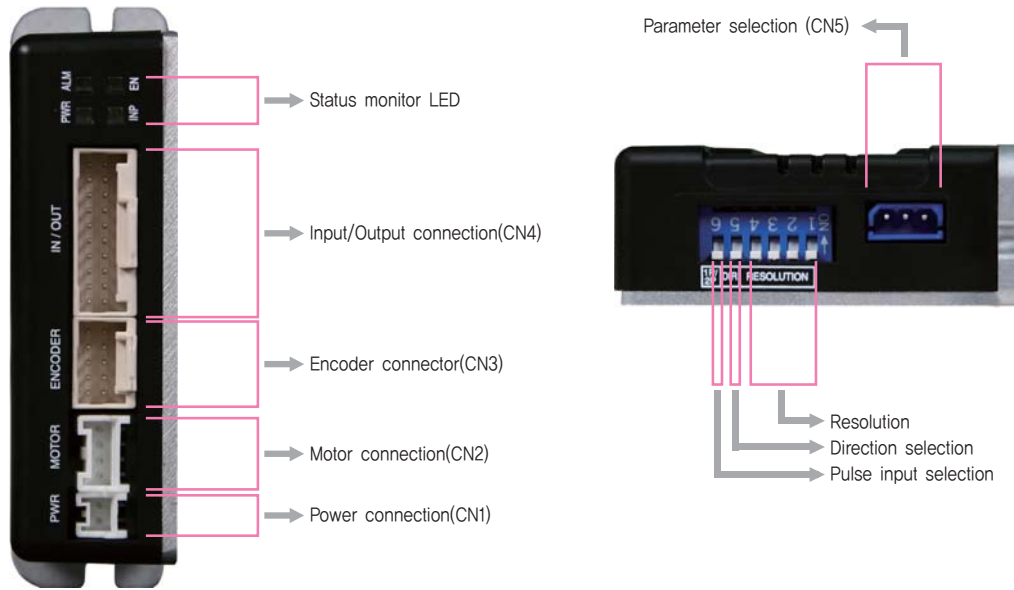 ALM
EN
PWR
INP
Status monitor LED
IN / OUT
Input/Output connection(CN4)
ENCODER
Encoder connector(CN3)
MOTOR
Motor connection(CN2)
PWR
Power connection(CN1)
Parameter selection (CN5)
6 5 4 3 2 1
ON
1P/
2P
DIR
RESOLUTION
Resolution
Direction selection
Pulse input selection